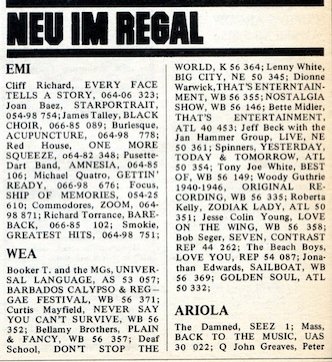 NEU IM REGAL
EMI
Cliff Richard, EVERY FACE
TELLS A STORY, 064-06 323;
Joan Baez, STARPORTRAIT,
054-98 754; James Talley, BLACK
CHOIR, 066-85 089; Burlesque,
ACUPUNCTURE, 064-98 778;
Red House, ONE MORE
SQUEEZE, 064-82 348; Pusette-
Dart Band, AMNESIA, 064-85
106; Michael Quatro, GETTIN'
READY, 066-98 676; Focus,
SHIP OF MEMORIES, 054-25
610; Commodores, ZOOM, 064-
98 871; Richard Torrance, BARE-
BACK, 066-85 102; Smokie,
GREATEST HITS, 064-98 751;
WEA
Booker T. and the MGs, UNIVER-
SAL LANGUAGE, AS 53 057;
BARBADOS CALYPSO & REG-
GAE FESTIVAL, WB 56 371;
Curtis Mayfield, NEVER SAY
YOU CAN'T SURVIVE, WB 56
352; Bellamy Brothers, PLAIN
& FANCY, WB 56 357; Deaf
School, DON'T STOP THE
WORLD, K 56 364; Lenny White,
BIG CITY, NE 50 345; Dionne
Warwick, THAT'S ENTERNTAIN-
MENT, WB 56 355; NOSTALGIA
SHOW, WB 56 146; Bette Midler,
THAT'S ENTERTAINMENT,
ATL 40 453; Jeff Beck with the
Jan Hammer Group, LIVE, NE
50 361; Spinners, YESTERDAY,
TODAY & TOMORROW, ATL
50 354; Tony Joe White, BEST
OF, WB 56 149; Woody Guthrie
1940-1946, ORIGINAL RE-
CORDING, WB 56 335; Roberta
Kelly, ZODIAK LADY, ATL 50
351; Jesse Colin Young, LOVE
ON THE WING, WB 56 358;
Bob Seger, SEVEN, CONTRAST
REP 44 262; The Beach Boys,
LOVE YOU, REP 54 087; Jona-
than Edwards, SAILBOAT, WB
56 369; GOLDEN SOUL, ATL
50 332;
ARIOLA
The Damned, SEEZ 1; Mass,
BACK TO THE MUSIC, UAS
30 022; Q John Greaves, Peter